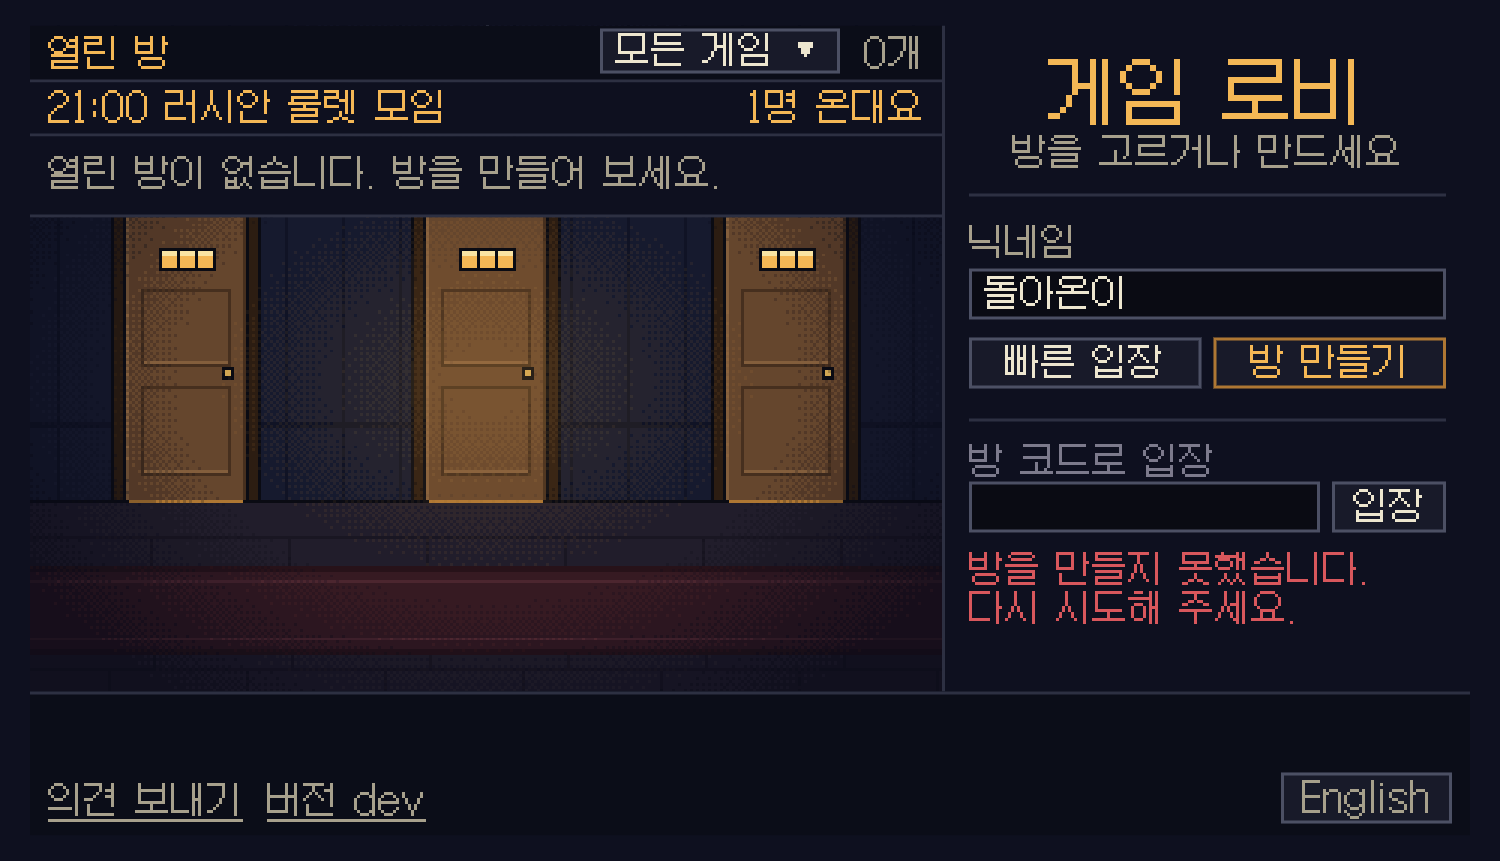 열린 방
모든 게임 ▼
0개
21:00 러시안 룰렛 모임
1명 온대요
열린 방이 없습니다. 방을 만들어 보세요.
게임 로비
방을 고르거나 만드세요
닉네임
돌아온이
빠른 입장
방 만들기
방 코드로 입장
입장
방을 만들지 못했습니다.
다시 시도해 주세요.
의견 보내기
버전 dev
English